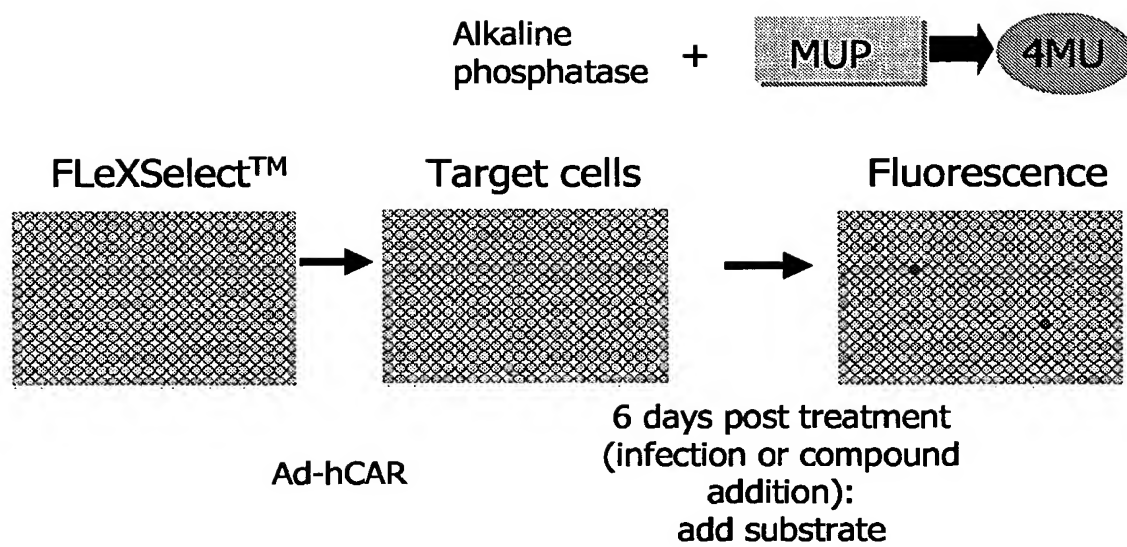 Alkaline
phosphatase + MUP 4MU
FLeXSelect™ Target cells Fluorescence
6 days post treatment
(infection or compound
Ad-hCAR
addition):
add substrate